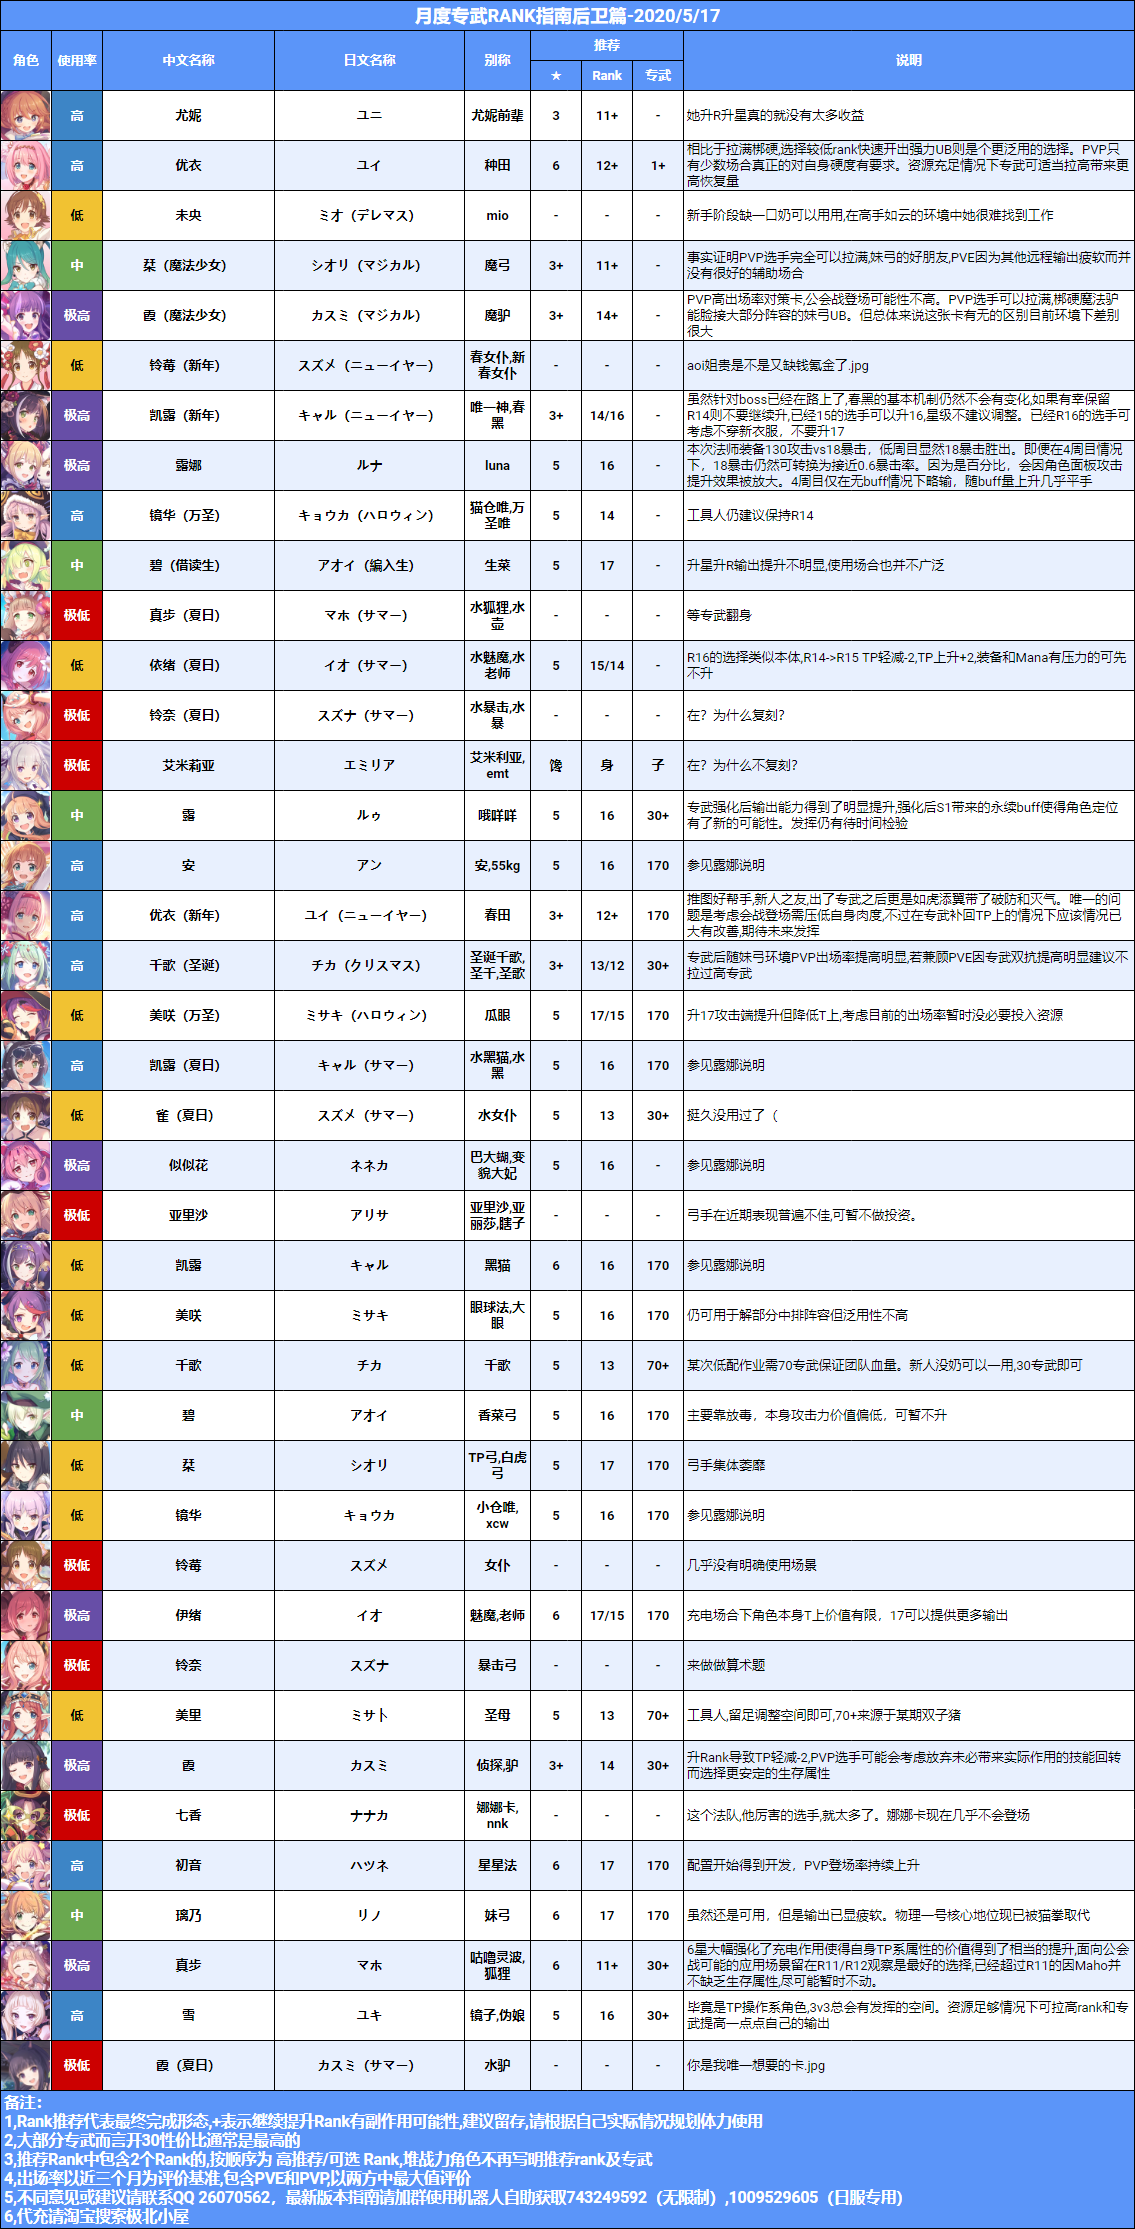 月度专武RANK指南后卫篇-2020/5/17
角色 使用率 中文名称 日文名称 别称 推荐 说明
★ Rank 专武
高 尤妮 ユニ 尤妮前辈 3 11+ - 她升R升星真的就没有太多收益
高 优衣 ユイ 种田 6 12+ 1+ 相比于拉满梆硬,选择较低rank快速开出强力UB则是个更泛用的选择。PVP只
有少数场合真正的对自身硬度有要求。资源充足情况下专武可适当拉高带来更
高恢复量
低 未央 ミオ（デレマス） mio - - - 新手阶段缺一口奶可以用用,在高手如云的环境中她很难找到工作
中 栞（魔法少女） シオリ（マジカル） 魔弓 3+ 11+ - 事实证明PVP选手完全可以拉满,妹弓的好朋友,PVE因为其他远程输出疲软而并
没有很好的辅助场合
极高 霞（魔法少女） カスミ（マジカル） 魔驴 3+ 14+ - PVP高出场率对策卡,公会战登场可能性不高。PVP选手可以拉满,梆硬魔法驴
能脸接大部分阵容的妹弓UB。但总体来说这张卡有无的区别目前环境下差别
很大
低 铃莓（新年） スズメ（ニューイヤー） 春女仆,新
春女仆 - - - aoi姐贵是不是又缺钱氪金了.jpg
极高 凯露（新年） キャル（ニューイヤー） 唯一神,春
黑 3+ 14/16 - 虽然针对boss已经在路上了,春黑的基本机制仍然不会有变化,如果有幸保留
R14则不要继续升,已经15的选手可以升16,星级不建议调整。已经R16的选手可
考虑不穿新衣服，不要升17
极高 露娜 ルナ luna 5 16 - 本次法师装备130攻击vs18暴击，低周目显然18暴击胜出。即便在4周目情况
下，18暴击仍然可转换为接近0.6暴击率。因为是百分比，会因角色面板攻击
提升效果被放大。4周目仅在无buff情况下略输，随buff量上升几乎平手
高 镜华（万圣） キョウカ（ハロウィン） 猫仓唯,万
圣唯 5 14 - 工具人仍建议保持R14
中 碧（借读生） アオイ（編入生） 生菜 5 17 - 升星升R输出提升不明显,使用场合也并不广泛
极低 真步（夏日） マホ（サマー） 水狐狸,水
壶 - - - 等专武翻身
低 依绪（夏日） イオ（サマー） 水魅魔,水
老师 5 15/14 - R16的选择类似本体,R14->R15 TP轻减-2,TP上升+2,装备和Mana有压力的可先
不升
极低 铃奈（夏日） スズナ（サマー） 水暴击,水
暴 - - - 在？为什么复刻？
极低 艾米莉亚 エミリア 艾米利亚,
emt 馋 身 子 在？为什么不复刻？
中 露 ルゥ 哦咩咩 5 16 30+ 专武强化后输出能力得到了明显提升,强化后S1带来的永续buff使得角色定位
有了新的可能性。发挥仍有待时间检验
高 安 アン 安,55kg 5 16 170 参见露娜说明
高 优衣（新年） ユイ（ニューイヤー） 春田 3+ 12+ 170 推图好帮手,新人之友,出了专武之后更是如虎添翼带了破防和灭气。唯一的问
题是考虑会战登场需压低自身肉度,不过在专武补回TP上的情况下应该情况已
大有改善,期待未来发挥
高 千歌（圣诞） チカ（クリスマス） 圣诞千歌,
圣千,圣歌 3+ 13/12 30+ 专武后随妹弓环境PVP出场率提高明显,若兼顾PVE因专武双抗提高明显建议不
拉过高专武
低 美咲（万圣） ミサキ（ハロウィン） 瓜眼 5 17/15 170 升17攻击端提升但降低T上,考虑目前的出场率暂时没必要投入资源
高 凯露（夏日） キャル（サマー） 水黑猫,水
黑 5 16 170 参见露娜说明
低 雀（夏日） スズメ（サマー） 水女仆 5 13 30+ 挺久没用过了（
极高 似似花 ネネカ 巴大蝴,变
貌大妃 5 16 - 参见露娜说明
极低 亚里沙 アリサ 亚里沙,亚
丽莎,瞎子 - - - 弓手在近期表现普遍不佳,可暂不做投资。
低 凯露 キャル 黑猫 6 16 170 参见露娜说明
低 美咲 ミサキ 眼球法,大
眼 5 16 170 仍可用于解部分中排阵容但泛用性不高
低 千歌 チカ 千歌 5 13 70+ 某次低配作业需70专武保证团队血量。新人没奶可以一用,30专武即可
中 碧 アオイ 香菜弓 5 16 170 主要靠放毒，本身攻击力价值偏低，可暂不升
低 栞 シオリ TP弓,白虎
弓 5 17 170 弓手集体萎靡
低 镜华 キョウカ 小仓唯,
xcw 5 16 170 参见露娜说明
极低 铃莓 スズメ 女仆 - - - 几乎没有明确使用场景
极高 伊绪 イオ 魅魔,老师 6 17/15 170 充电场合下角色本身T上价值有限，17可以提供更多输出
极低 铃奈 スズナ 暴击弓 - - - 来做做算术题
低 美里 ミサト 圣母 5 13 70+ 工具人,留足调整空间即可,70+来源于某期双子猪
极高 霞 カスミ 侦探,驴 3+ 14 30+ 升Rank导致TP轻减-2,PVP选手可能会考虑放弃未必带来实际作用的技能回转
而选择更安定的生存属性
极低 七香 ナナカ 娜娜卡,
nnk - - - 这个法队,他厉害的选手,就太多了。娜娜卡现在几乎不会登场
高 初音 ハツネ 星星法 6 17 170 配置开始得到开发，PVP登场率持续上升
中 璃乃 リノ 妹弓 6 17 170 虽然还是可用，但是输出已显疲软。物理一号核心地位现已被猫拳取代
极高 真步 マホ 咕噜灵波,
狐狸 6 11+ 30+ 6星大幅强化了充电作用使得自身TP系属性的价值得到了相当的提升,面向公会
战可能的应用场景留在R11/R12观察是最好的选择,已经超过R11的因Maho并
不缺乏生存属性,尽可能暂时不动。
高 雪 ユキ 镜子,伪娘 5 16 30+ 毕竟是TP操作系角色,3v3总会有发挥的空间。资源足够情况下可拉高rank和专
武提高一点点自己的输出
极低 霞（夏日） カスミ（サマー） 水驴 - - - 你是我唯一想要的卡.jpg
备注：
1,Rank推荐代表最终完成形态,+表示继续提升Rank有副作用可能性,建议留存,请根据自己实际情况规划体力使用
2,大部分专武而言开30性价比通常是最高的
3,推荐Rank中包含2个Rank的,按顺序为 高推荐/可选 Rank,堆战力角色不再写明推荐rank及专武
4,出场率以近三个月为评价基准,包含PVE和PVP,以两方中最大值评价
5,不同意见或建议请联系QQ 26070562，最新版本指南请加群使用机器人自助获取743249592（无限制）,1009529605（日服专用）
6,代充请淘宝搜索极北小屋